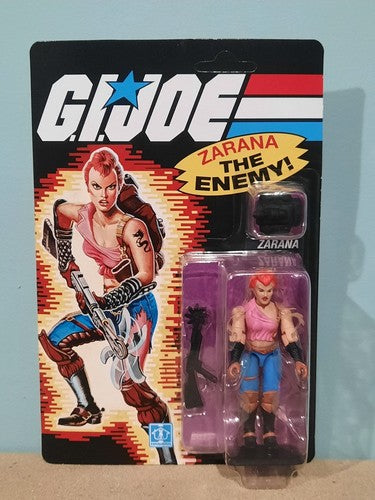 G.I.JOE
ZARANA
THE
ENEMY!
ZARANA